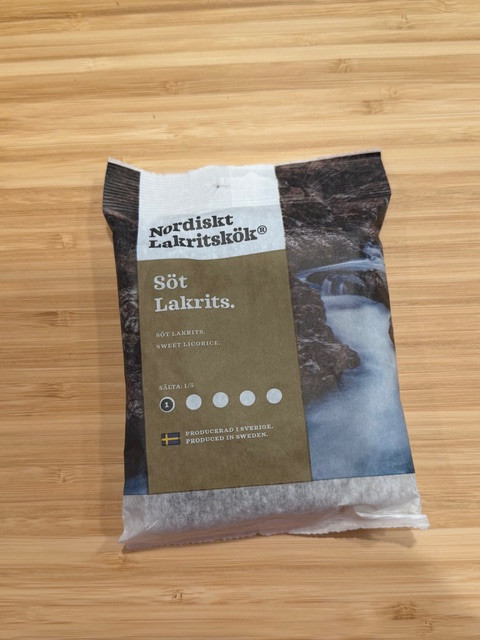 Nordiskt
Lakritskök®
Söt
Lakrits.
SÖT LAKRITS.
SWEET LICORICE.
SÄLTA: 1/5
1
PRODUCERAD I SVERIGE.
PRODUCED IN SWEDEN.